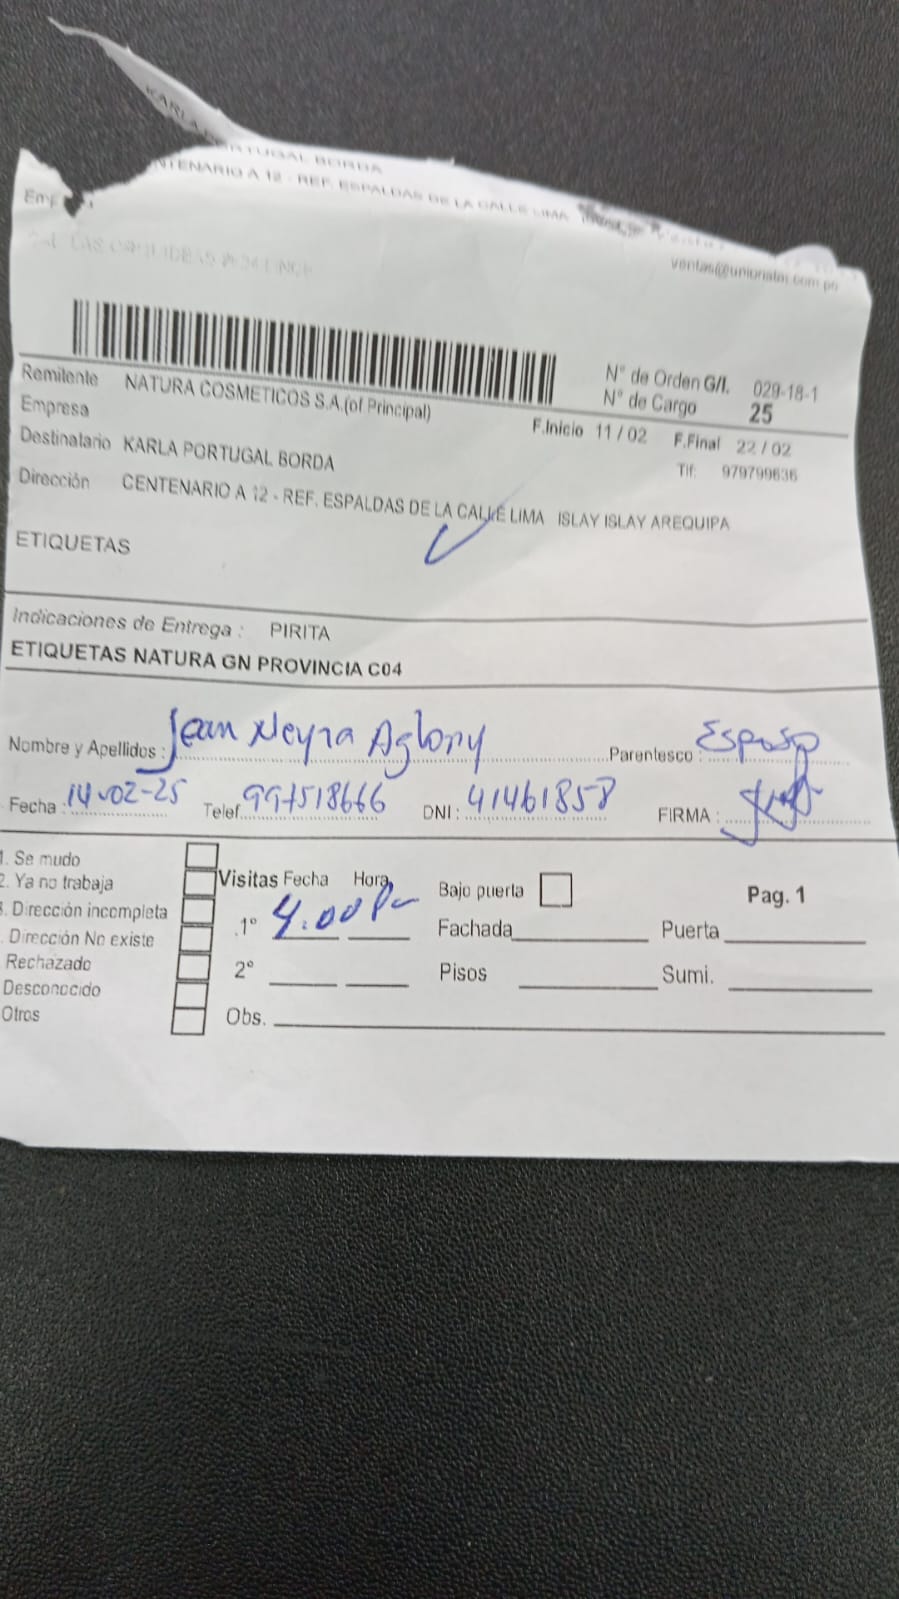 KARLA PORTUGAL BORDA
CENTENARIO A 12 - REF. ESPALDAS DE LA CALLE LIMA
ventas@unionstar.com.pe
N° de Orden G/I. 029-18-1
N° de Cargo 25
Remitente NATURA COSMETICOS S.A.(of Principal)
Empresa
F.Inicio 11 / 02 F.Final 22 / 02
Destinatario KARLA PORTUGAL BORDA
Tlf: 979799636
Dirección CENTENARIO A 12 - REF. ESPALDAS DE LA CALLE LIMA ISLAY ISLAY AREQUIPA
ETIQUETAS
Indicaciones de Entrega : PIRITA
ETIQUETAS NATURA GN PROVINCIA C04
Nombre y Apellidos : Jean Neyra Aglony Parentesco : Esposo
Fecha : 14-02-25 Telef. 997518666 DNI : 41461858 FIRMA :
1. Se mudo
2. Ya no trabaja
. Dirección incompleta
. Dirección No existe
Rechazado
Desconocido
Otros
Visitas Fecha Hora
.1° 4.00
2°
Obs.
Bajo puerta
Fachada
Pisos
Pag. 1
Puerta
Sumi.